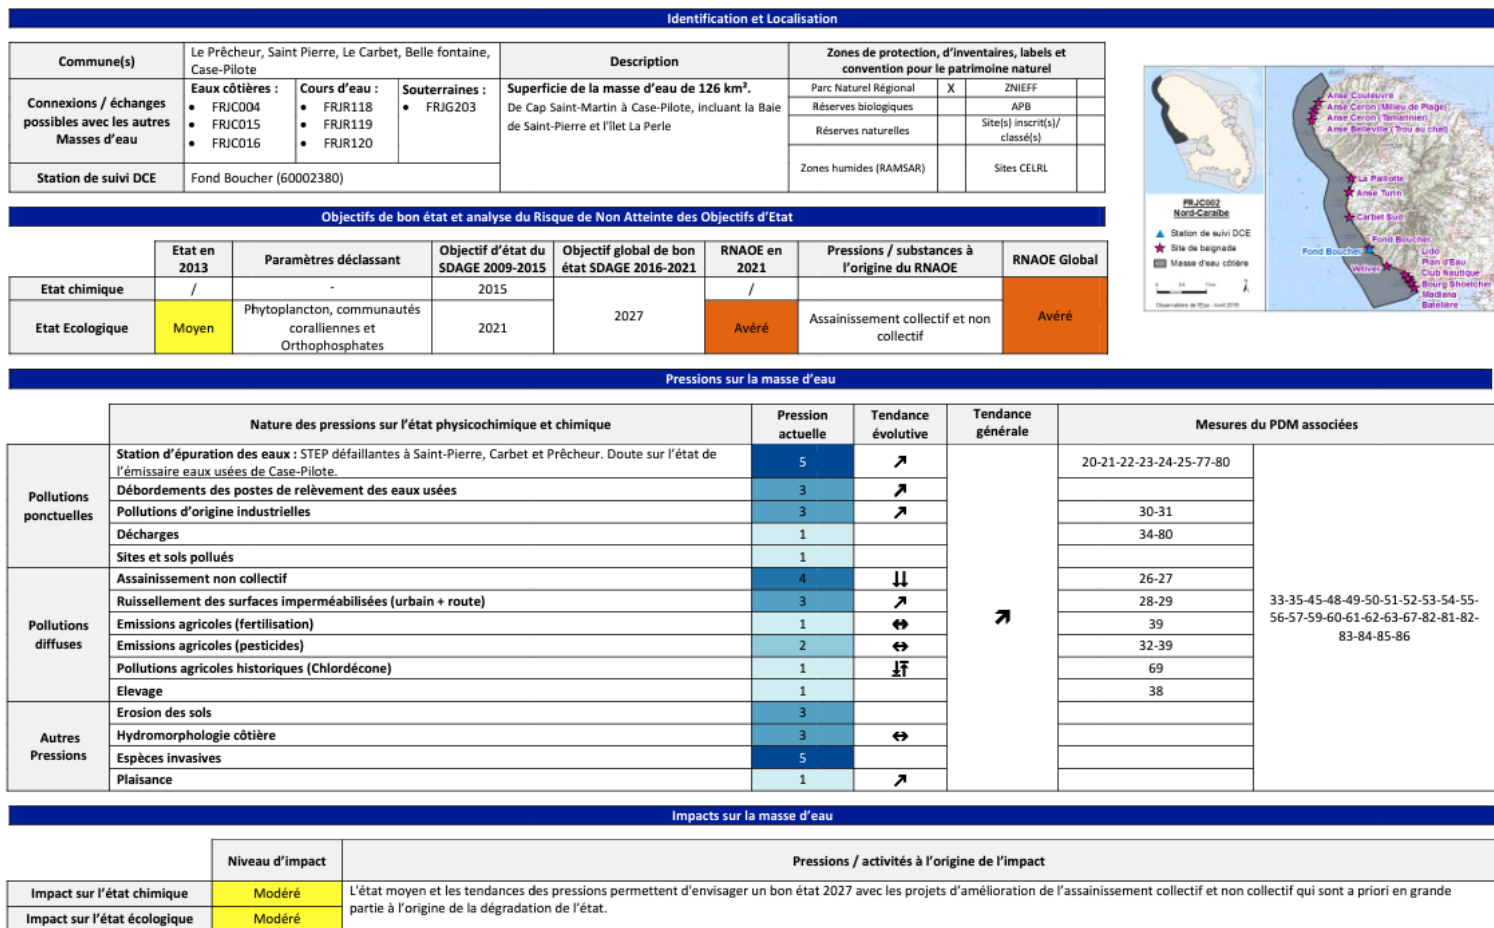 Identification et Localisation
Commune(s)
Le Prêcheur, Saint Pierre, Le Carbet, Belle fontaine,
Case-Pilote
Description
Zones de protection, d'inventaires, labels et
convention pour le patrimoine naturel
Connexions / échanges
possibles avec les autres
Masses d'eau
Eaux côtières :
• FRJC004
• FRJC015
• FRJC016
Cours d'eau :
• FRJR118
• FRJR119
• FRJR120
Souterraines :
• FRJG203
Superficie de la masse d'eau de 126 km².
De Cap Saint-Martin à Case-Pilote, incluant la Baie
de Saint-Pierre et l'îlet La Perle
Parc Naturel Régional X ZNIEFF
Réserves biologiques APB
Réserves naturelles Site(s) inscrit(s)/
classé(s)
Zones humides (RAMSAR) Sites CELRL
Station de suivi DCE Fond Boucher (60002380)
FRJC002
Nord-Caraïbe
Station de suivi DCE
Site de baignade
Masse d'eau côtière
Observatoire de l'Eau - Avril 2015
Anse Couleuvre
Anse Ceron (Milieu de Plage)
Anse Ceron (Tamarinier)
Anse Belleville (Trou au chat)
La Paillotte
Anse Turin
Carbet Sud
Fond Boucher
Fond Boucher
Vetiver
Lido
Plan d'Eau
Club Nautique
Bourg Shoelcher
Madiana
Batelière
Objectifs de bon état et analyse du Risque de Non Atteinte des Objectifs d'Etat
Etat en
2013
Paramètres déclassant
Objectif d'état du
SDAGE 2009-2015
Objectif global de bon
état SDAGE 2016-2021
RNAOE en
2021
Pressions / substances à
l'origine du RNAOE
RNAOE Global
Etat chimique / - 2015 /
Etat Ecologique Moyen
Phytoplancton, communautés
coralliennes et
Orthophosphates
2021
2027
Avéré
Assainissement collectif et non
collectif
Avéré
Pressions sur la masse d'eau
Nature des pressions sur l'état physicochimique et chimique
Pression
actuelle
Tendance
évolutive
Tendance
générale
Mesures du PDM associées
Pollutions
ponctuelles
Station d'épuration des eaux : STEP défaillantes à Saint-Pierre, Carbet et Prêcheur. Doute sur l'état de
l'émissaire eaux usées de Case-Pilote.
5 ↗ 20-21-22-23-24-25-77-80
Débordements des postes de relèvement des eaux usées 3 ↗
Pollutions d'origine industrielles 3 ↗ 30-31
Décharges 1 34-80
Sites et sols pollués 1
Pollutions
diffuses
Assainissement non collectif 4 ↓↓ 26-27
Ruissellement des surfaces imperméabilisées (urbain + route) 3 ↗ 28-29
Emissions agricoles (fertilisation) 1 ↔ 39
Emissions agricoles (pesticides) 2 ↔ 32-39
Pollutions agricoles historiques (Chlordécone) 1 69
Elevage 1 38
↗
33-35-45-48-49-50-51-52-53-54-55-
56-57-59-60-61-62-63-67-82-81-82-
83-84-85-86
Autres
Pressions
Erosion des sols 3
Hydromorphologie côtière 3 ↔
Espèces invasives 5
Plaisance 1 ↗
Impacts sur la masse d'eau
Niveau d'impact Pressions / activités à l'origine de l'impact
Impact sur l'état chimique Modéré
Impact sur l'état écologique Modéré
L'état moyen et les tendances des pressions permettent d'envisager un bon état 2027 avec les projets d'amélioration de l'assainissement collectif et non collectif qui sont a priori en grande
partie à l'origine de la dégradation de l'état.